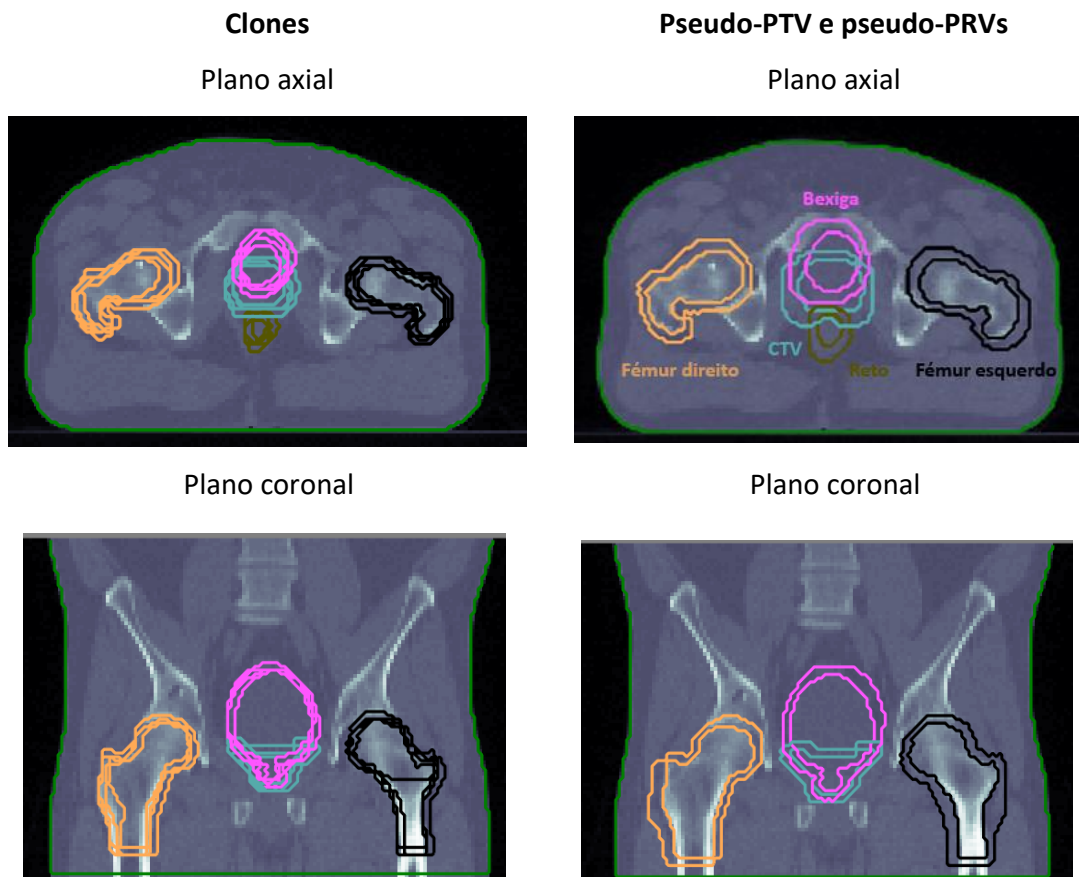 Clones
Pseudo-PTV e pseudo-PRVs
Plano axial
Plano axial
Bexiga
CTV
Fémur direito
Reto
Fémur esquerdo
Plano coronal
Plano coronal